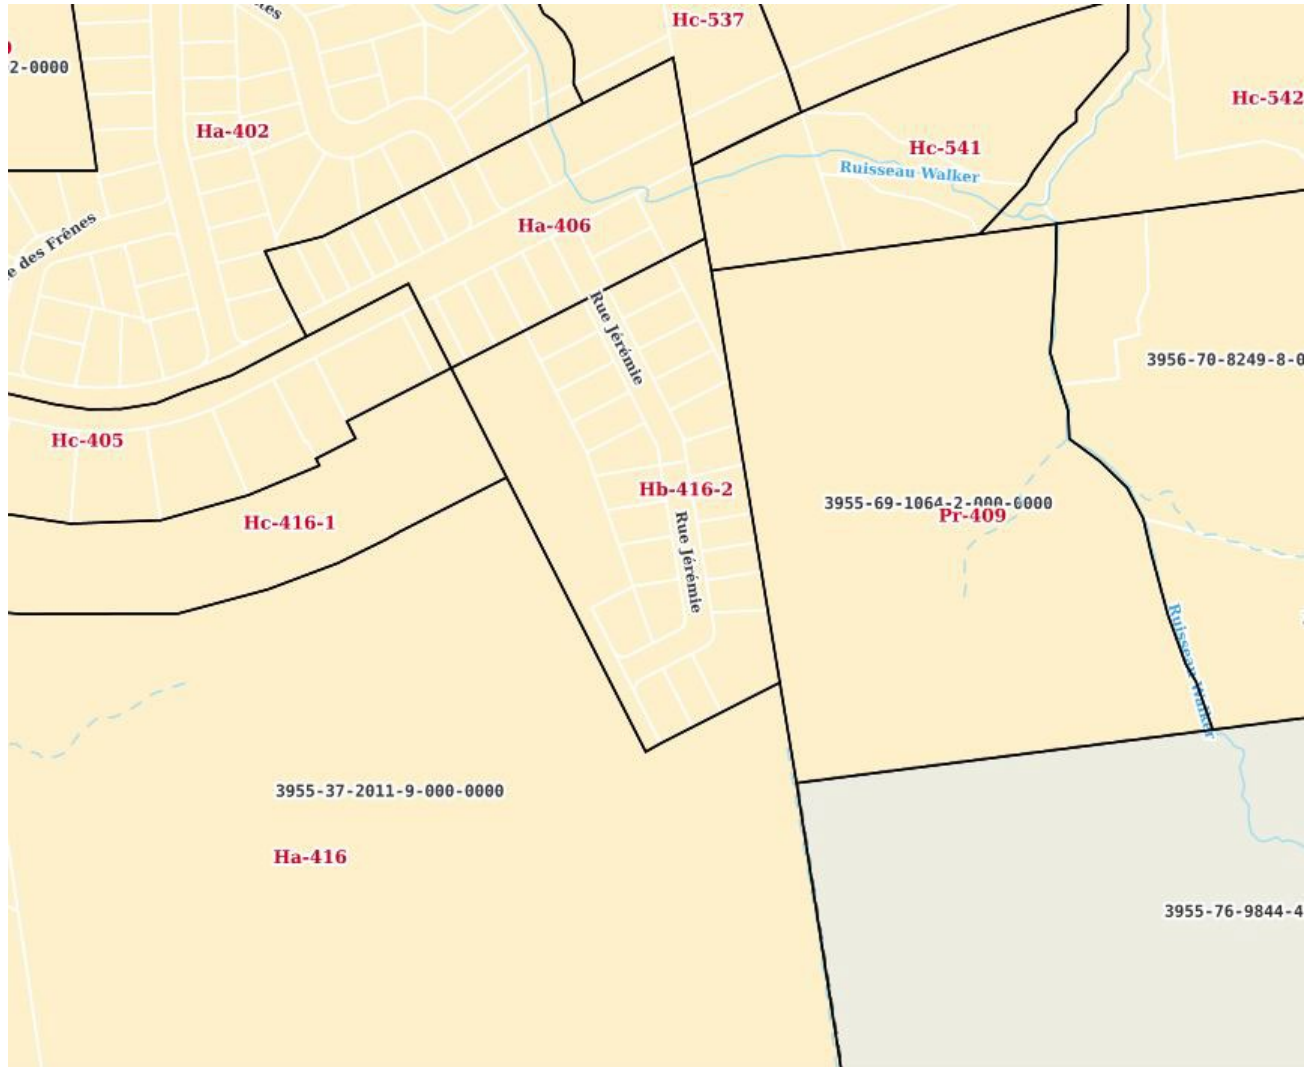 Hc-537
2-0000
Hc-542
Ha-402
Hc-541
Ruisseau Walker
Ha-406
e des Frênes
Rue Jérémie
3956-70-8249-8-0
Hc-405
Hb-416-2
3955-69-1064-2-000-0000
Pr-409
Hc-416-1
Rue Jérémie
Ruisseau Walker
3955-37-2011-9-000-0000
Ha-416
3955-76-9844-4